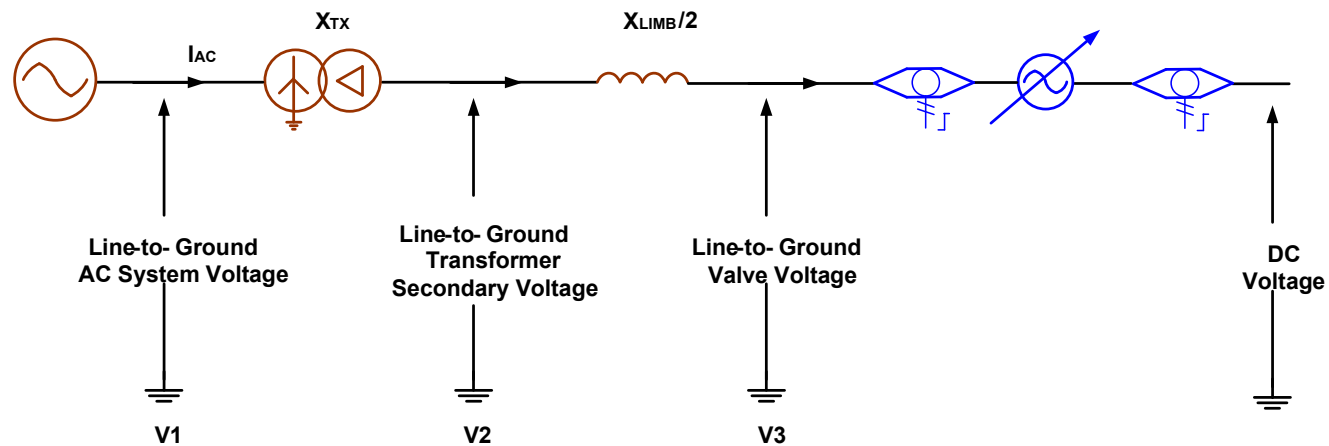 IAC
XTX
XLIMB/2
Line-to- Ground
AC System Voltage
Line-to- Ground
Transformer
Secondary Voltage
Line-to- Ground
Valve Voltage
DC
Voltage
V1
V2
V3